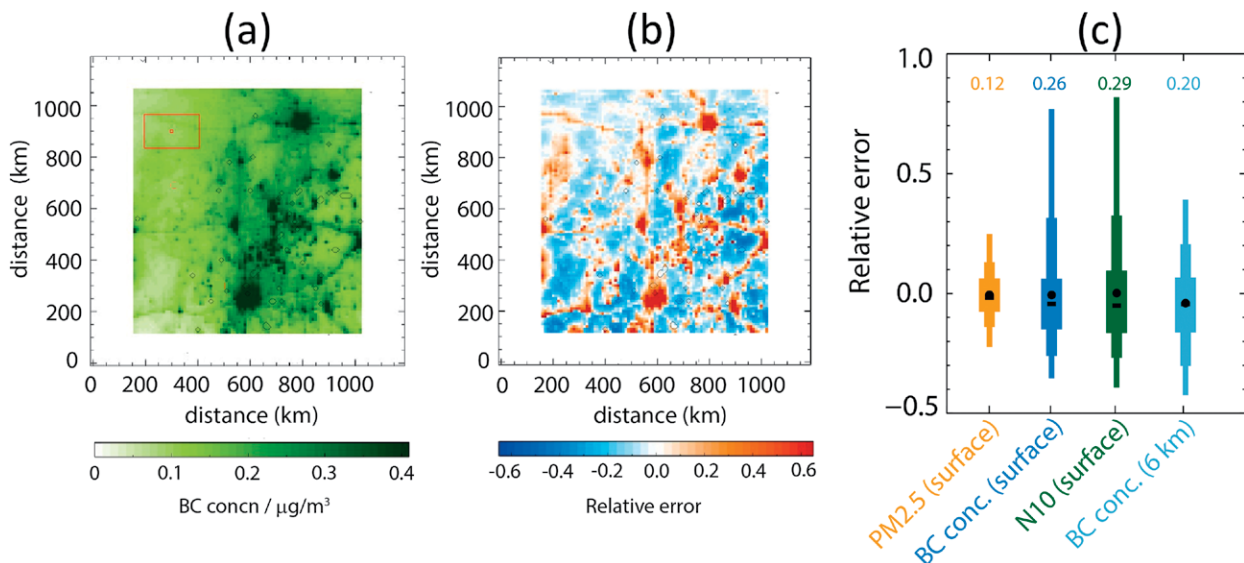 (a)
distance (km)
1000
800
600
400
200
0
0 200 400 600 800 1000
distance (km)
0 0.1 0.2 0.3 0.4
BC concn / μg/m³
(b)
distance (km)
1000
800
600
400
200
0
0 200 400 600 800 1000
distance (km)
-0.6 -0.4 -0.2 0.0 0.2 0.4 0.6
Relative error
(c)
Relative error
1.0
0.5
0.0
−0.5
0.12 0.26 0.29 0.20
PM2.5 (surface)
BC conc. (surface)
N10 (surface)
BC conc. (6 km)